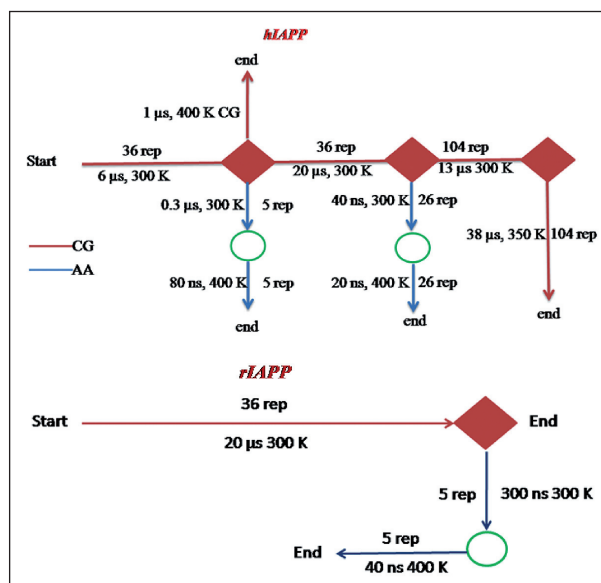 hIAPP
end
1 µs, 400 K CG
36 rep
36 rep
104 rep
Start
6 µs, 300 K
20 µs, 300 K
13 µs 300 K
0.3 µs, 300 K 5 rep
40 ns, 300 K 26 rep
38 µs, 350 K 104 rep
CG
AA
80 ns, 400 K 5 rep
20 ns, 400 K 26 rep
end
end
end
rIAPP
36 rep
Start
End
20 µs 300 K
5 rep
300 ns 300 K
5 rep
End
40 ns 400 K